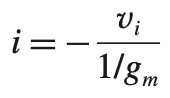 i = − v_i / (1/g_m)